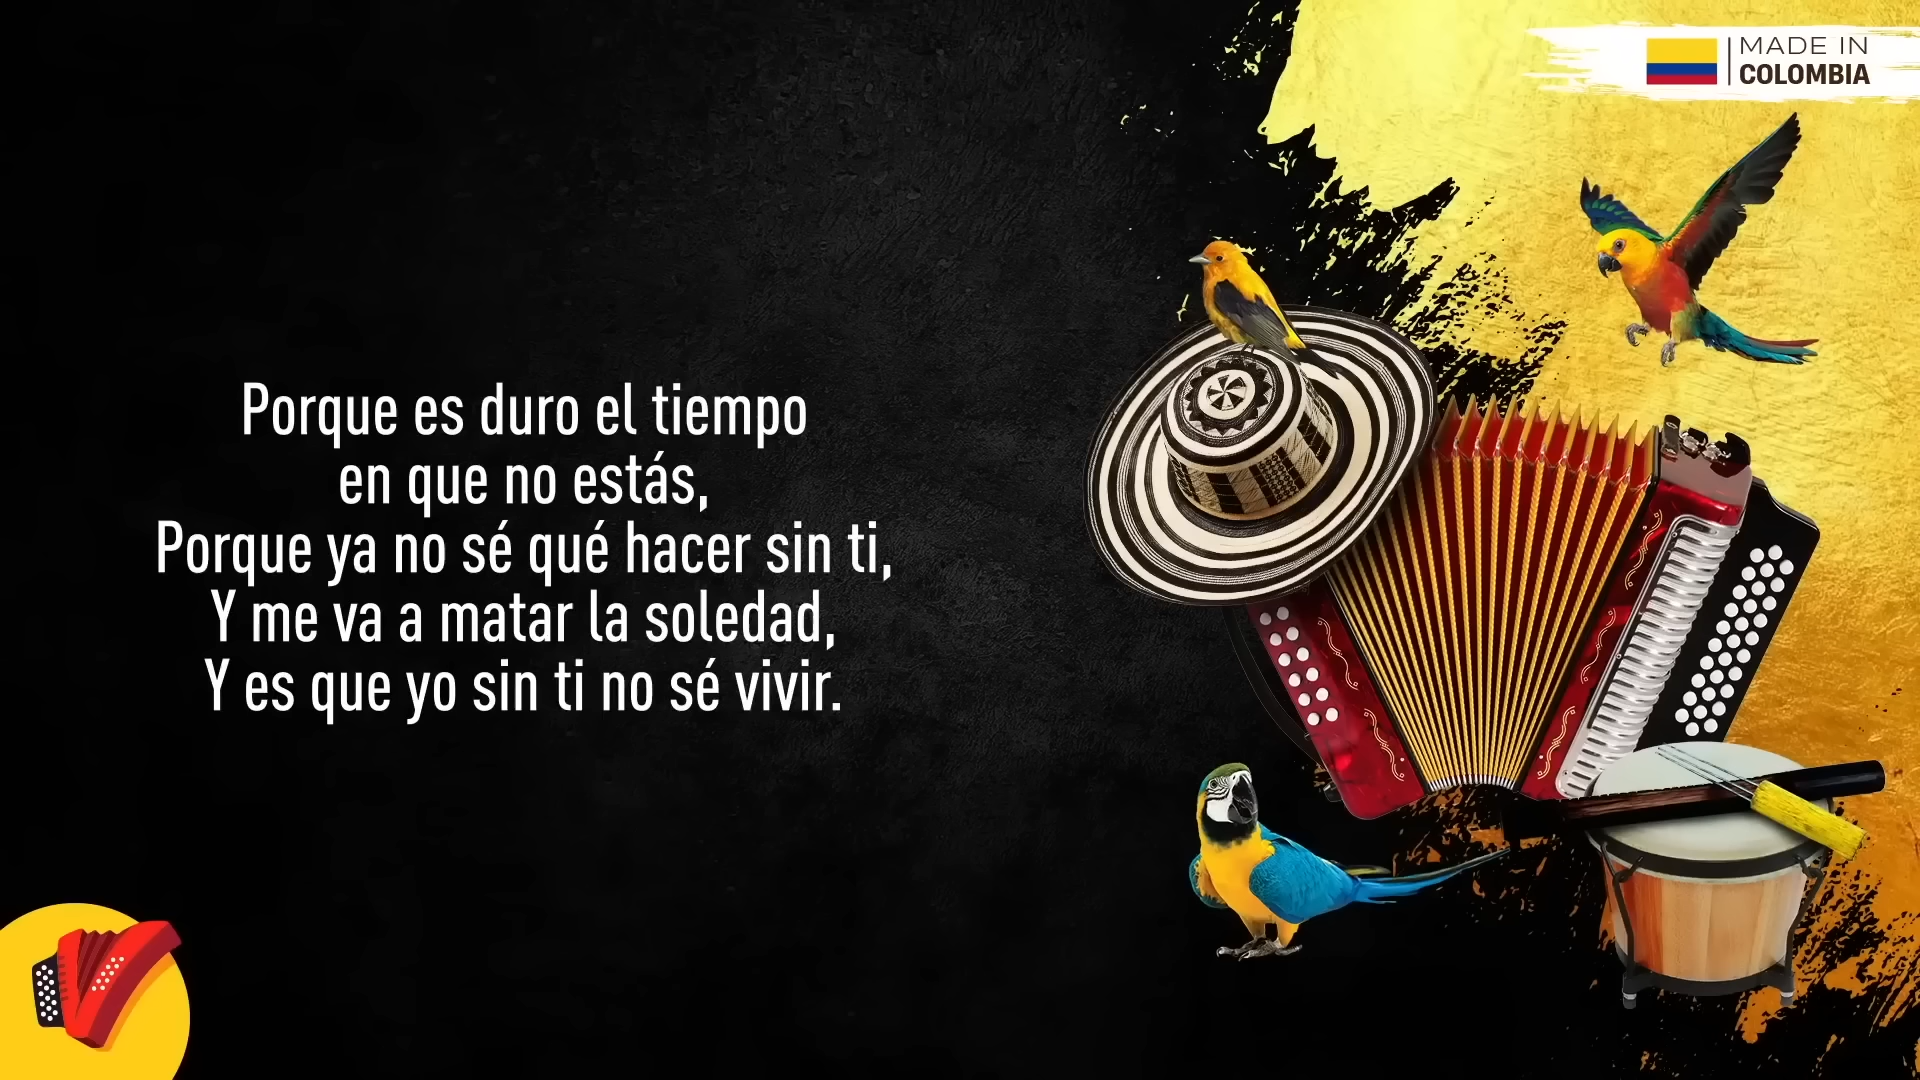 MADE IN
COLOMBIA
Porque es duro el tiempo
en que no estás,
Porque ya no sé qué hacer sin ti,
Y me va a matar la soledad,
Y es que yo sin ti no sé vivir.